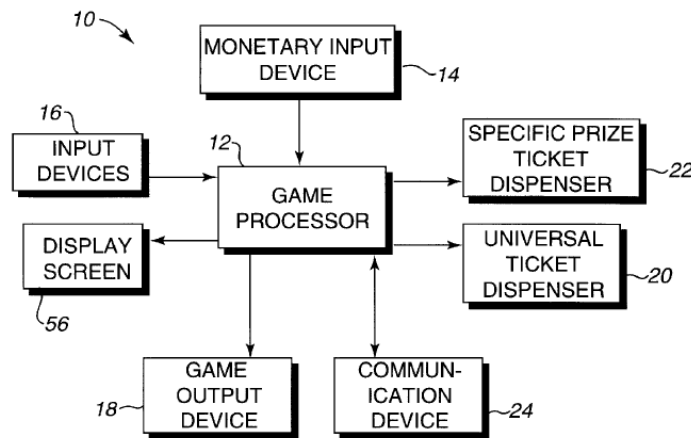 10
MONETARY INPUT
DEVICE
14
16
INPUT
DEVICES
12
GAME
PROCESSOR
SPECIFIC PRIZE
TICKET
DISPENSER
22
DISPLAY
SCREEN
56
UNIVERSAL
TICKET
DISPENSER
20
GAME
OUTPUT
DEVICE
18
COMMUN-
ICATION
DEVICE
24